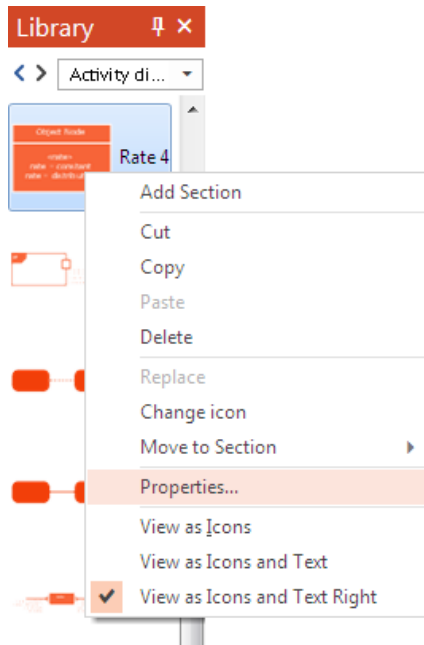 Library
Activity di...
Object Node
«rate»
rate = constant
rate = distribu
Rate 4
Add Section
Cut
Copy
Paste
Delete
Replace
Change icon
Move to Section
Properties...
View as Icons
View as Icons and Text
View as Icons and Text Right